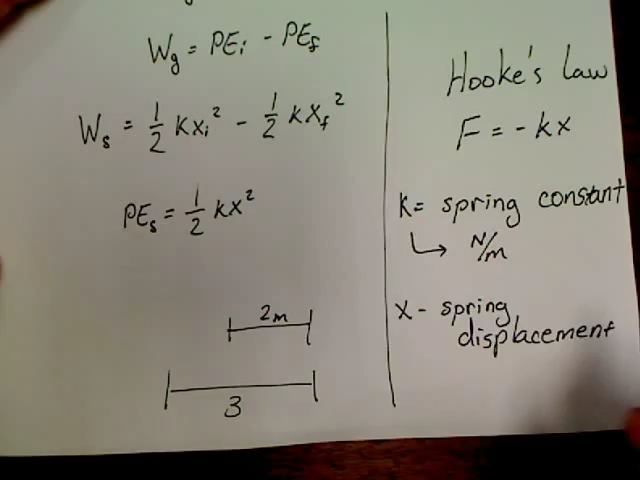 Wg = PEi - PEf
Ws = 1/2 kxi² - 1/2 kxf²
PEs = 1/2 kx²
2m
3
Hooke's law
F = - kx
k = spring constant
↳ N/m
x - spring
displacement